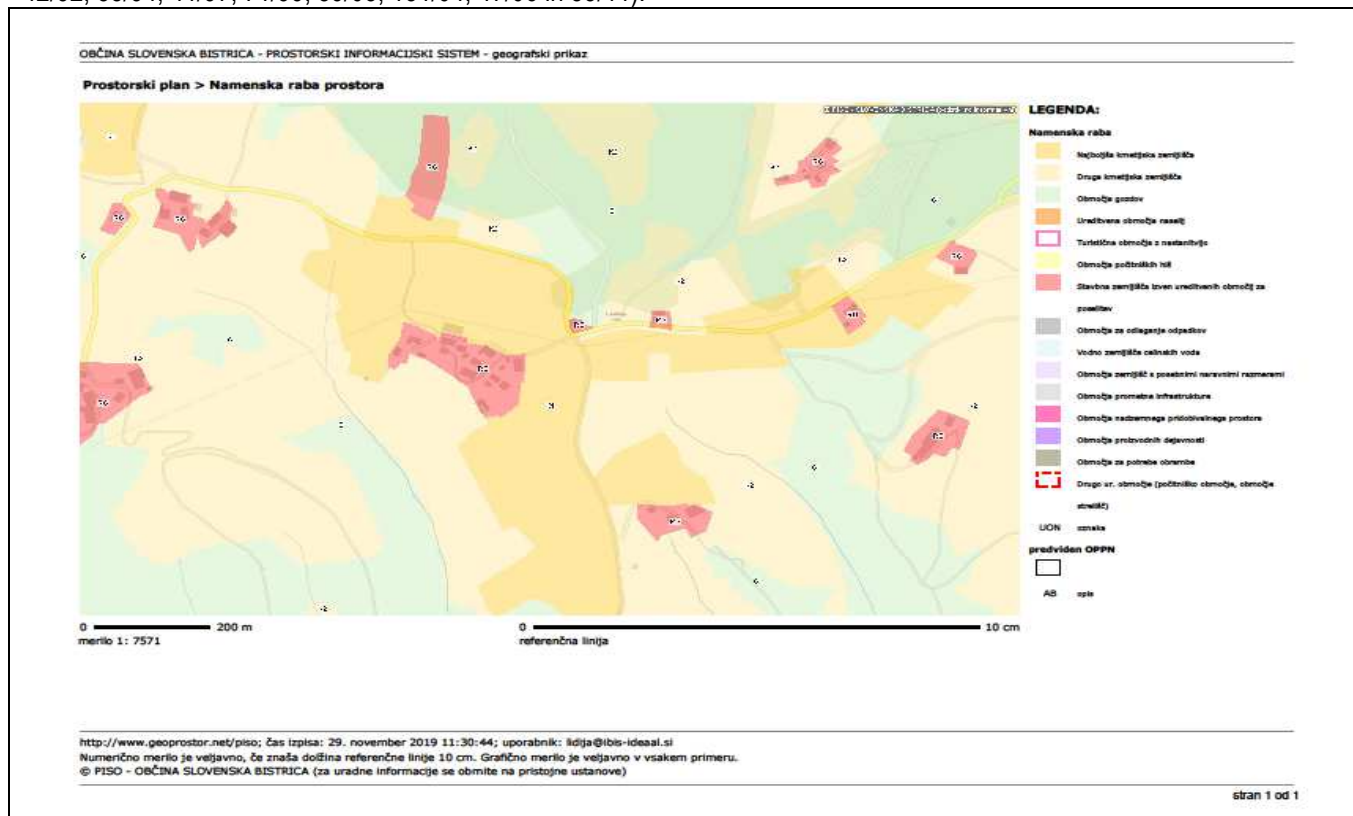 OBČINA SLOVENSKA BISTRICA - PROSTORSKI INFORMACIJSKI SISTEM - geografski prikaz
Prostorski plan > Namenska raba prostora
LEGENDA:
Namenska raba
Najboljša kmetijska zemljišča
Druga kmetijska zemljišča
Območja gozdov
Ureditvena območja naselij
Turistična območja z nastanitvijo
Območja počitniških hiš
Stavbna zemljišča izven ureditvenih območij za
poselitev
Območja za odlaganje odpadkov
Vodno zemljišče celinskih voda
Območja zemljišč s posebnimi naravnimi razmerami
Območja prometne infrastrukture
Območja nadzemnega pridobivalnega prostora
Območja proizvodnih dejavnosti
Območja za potrebe obrambe
Drugo ur. območje (počitniško območje, območje
strelišč)
UON oznaka
predviden OPPN
AB opis
0 200 m
merilo 1: 7571
0 10 cm
referenčna linija
http://www.geoprostor.net/piso; čas izpisa: 29. november 2019 11:30:44; uporabnik: lidija@ibis-ideaal.si
Numerično merilo je veljavno, če znaša dolžina referenčne linije 10 cm. Grafično merilo je veljavno v vsakem primeru.
© PISO - OBČINA SLOVENSKA BISTRICA (za uradne informacije se obrnite na pristojne ustanove)
stran 1 od 1